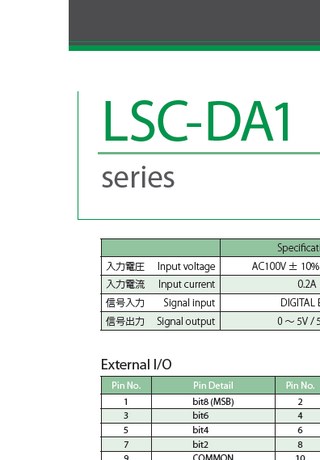 LSC-DA1
series
Specificat
入力電圧 Input voltage AC100V ± 10%
入力電流 Input current 0.2A
信号入力 Signal input DIGITAL
信号出力 Signal output 0 ～ 5V / 5
External I/O
Pin No. Pin Detail Pin No.
1 bit8 (MSB) 2
3 bit6 4
5 bit4 6
7 bit2 8
9 COMMON 10